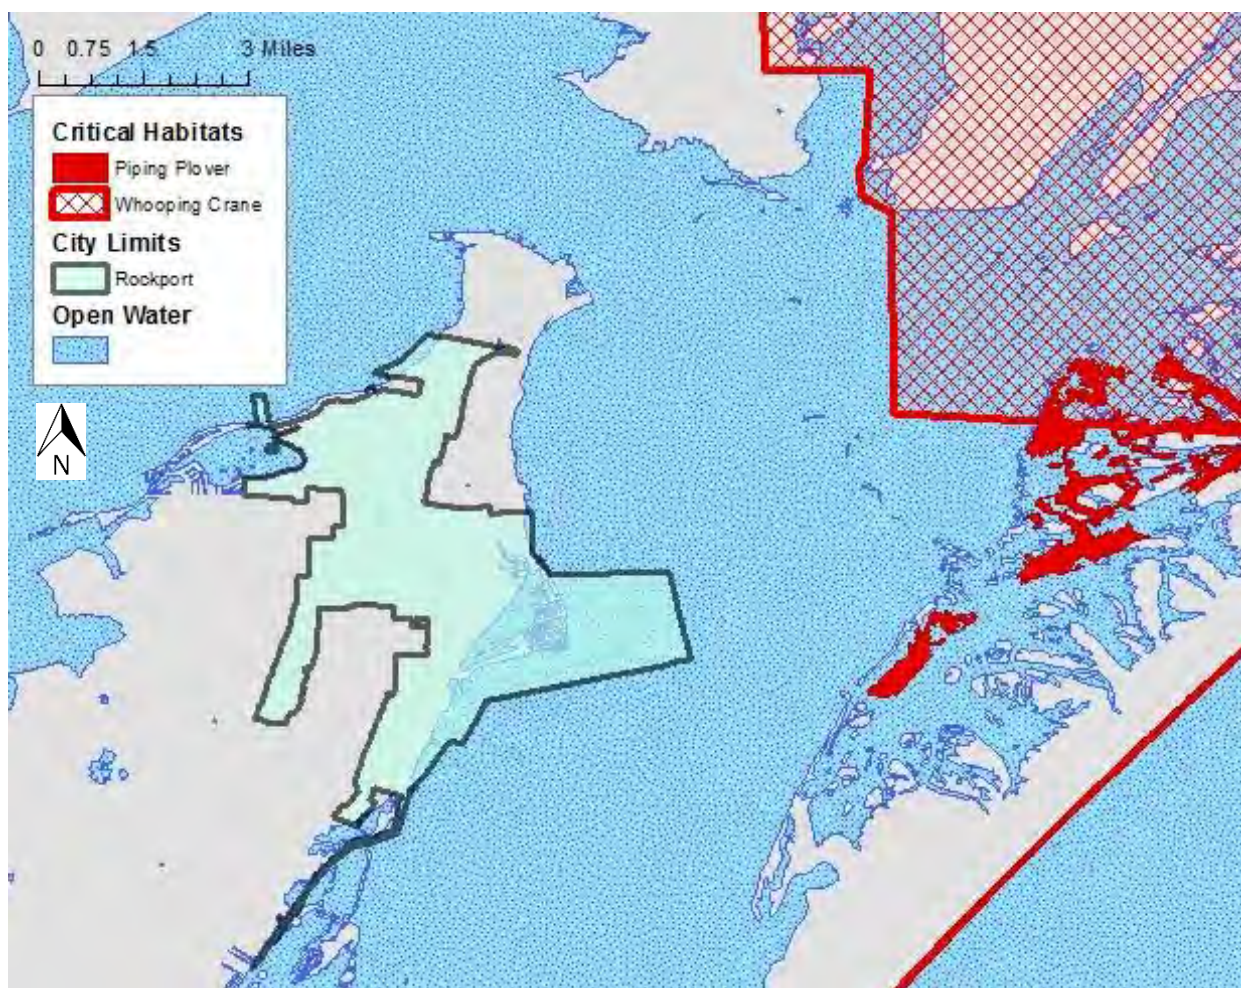 0 0.75 1.5 3 Miles
Critical Habitats
Piping Plover
Whooping Crane
City Limits
Rockport
Open Water
N